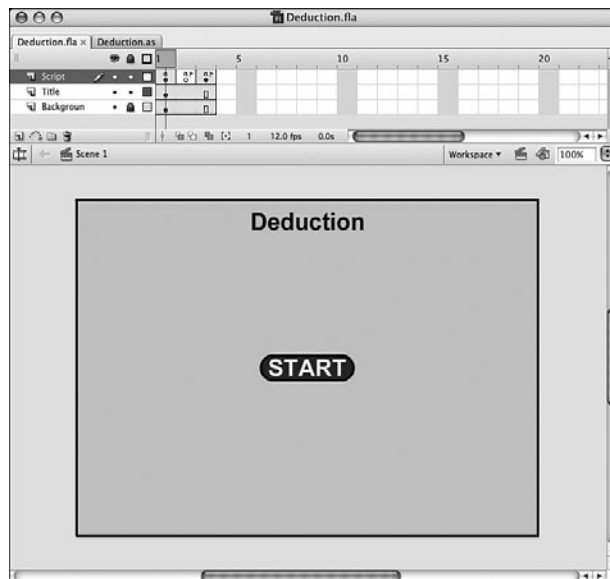 Deduction.fla
Deduction.fla × Deduction.as
1 5 10 15 20
Script
Title
Backgroun
1 12.0 fps 0.0s
Scene 1 Workspace 100%
Deduction
START